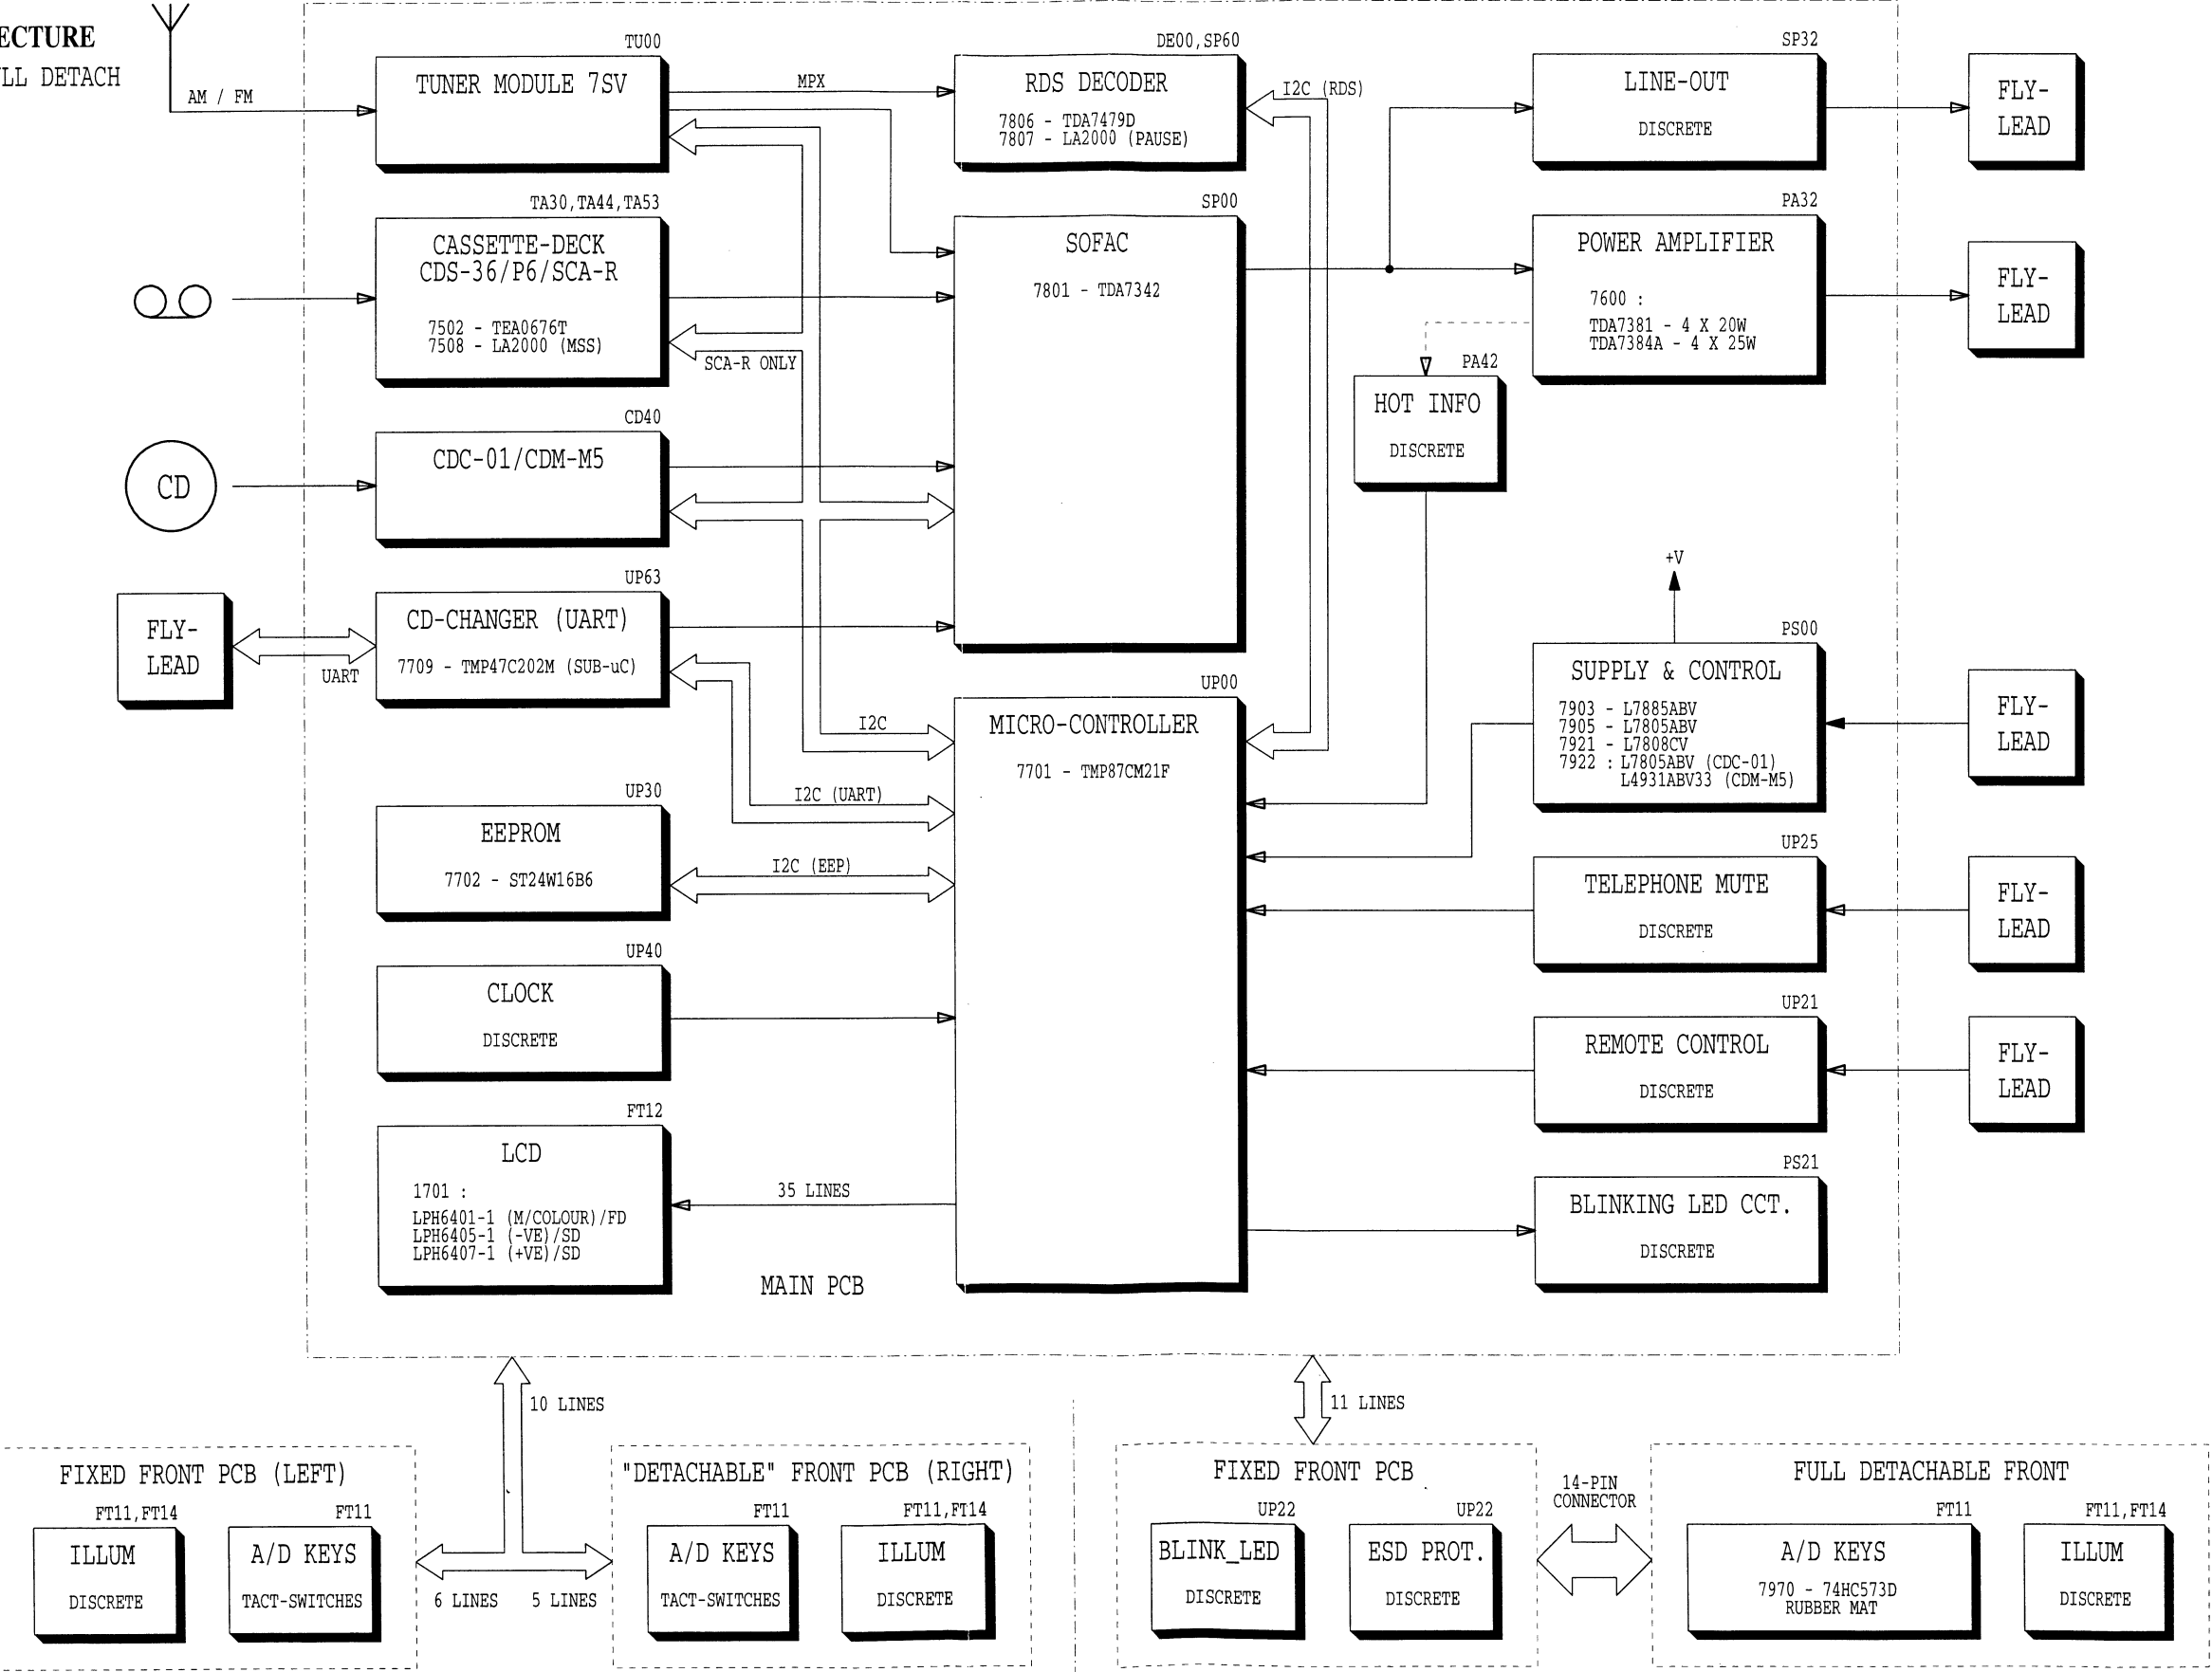 ECTURE
LL DETACH
AM / FM
TU00
TUNER MODULE 7SV
MPX
DE00,SP60
RDS DECODER
7806 - TDA7479D
7807 - LA2000 (PAUSE)
I2C (RDS)
SP32
LINE-OUT
DISCRETE
FLY-
LEAD
TA30,TA44,TA53
CASSETTE-DECK
CDS-36/P6/SCA-R
7502 - TEA0676T
7508 - LA2000 (MSS)
SCA-R ONLY
SP00
SOFAC
7801 - TDA7342
PA32
POWER AMPLIFIER
7600 :
TDA7381 - 4 X 20W
TDA7384A - 4 X 25W
FLY-
LEAD
PA42
HOT INFO
DISCRETE
CD
CD40
CDC-01/CDM-M5
FLY-
LEAD
UART
UP63
CD-CHANGER (UART)
7709 - TMP47C202M (SUB-uC)
I2C
I2C (UART)
UP00
MICRO-CONTROLLER
7701 - TMP87CM21F
+V
PS00
SUPPLY & CONTROL
7903 - L7885ABV
7905 - L7805ABV
7921 - L7808CV
7922 : L7805ABV (CDC-01)
L4931ABV33 (CDM-M5)
FLY-
LEAD
UP30
EEPROM
7702 - ST24W16B6
I2C (EEP)
UP25
TELEPHONE MUTE
DISCRETE
FLY-
LEAD
UP40
CLOCK
DISCRETE
UP21
REMOTE CONTROL
DISCRETE
FLY-
LEAD
FT12
LCD
1701 :
LPH6401-1 (M/COLOUR)/FD
LPH6405-1 (-VE)/SD
LPH6407-1 (+VE)/SD
35 LINES
PS21
BLINKING LED CCT.
DISCRETE
MAIN PCB
10 LINES
11 LINES
FIXED FRONT PCB (LEFT)
FT11,FT14
ILLUM
DISCRETE
FT11
A/D KEYS
TACT-SWITCHES
6 LINES
5 LINES
"DETACHABLE" FRONT PCB (RIGHT)
FT11
A/D KEYS
TACT-SWITCHES
FT11,FT14
ILLUM
DISCRETE
FIXED FRONT PCB
UP22
BLINK_LED
DISCRETE
UP22
ESD PROT.
DISCRETE
14-PIN
CONNECTOR
FULL DETACHABLE FRONT
FT11
A/D KEYS
7970 - 74HC573D
RUBBER MAT
FT11,FT14
ILLUM
DISCRETE